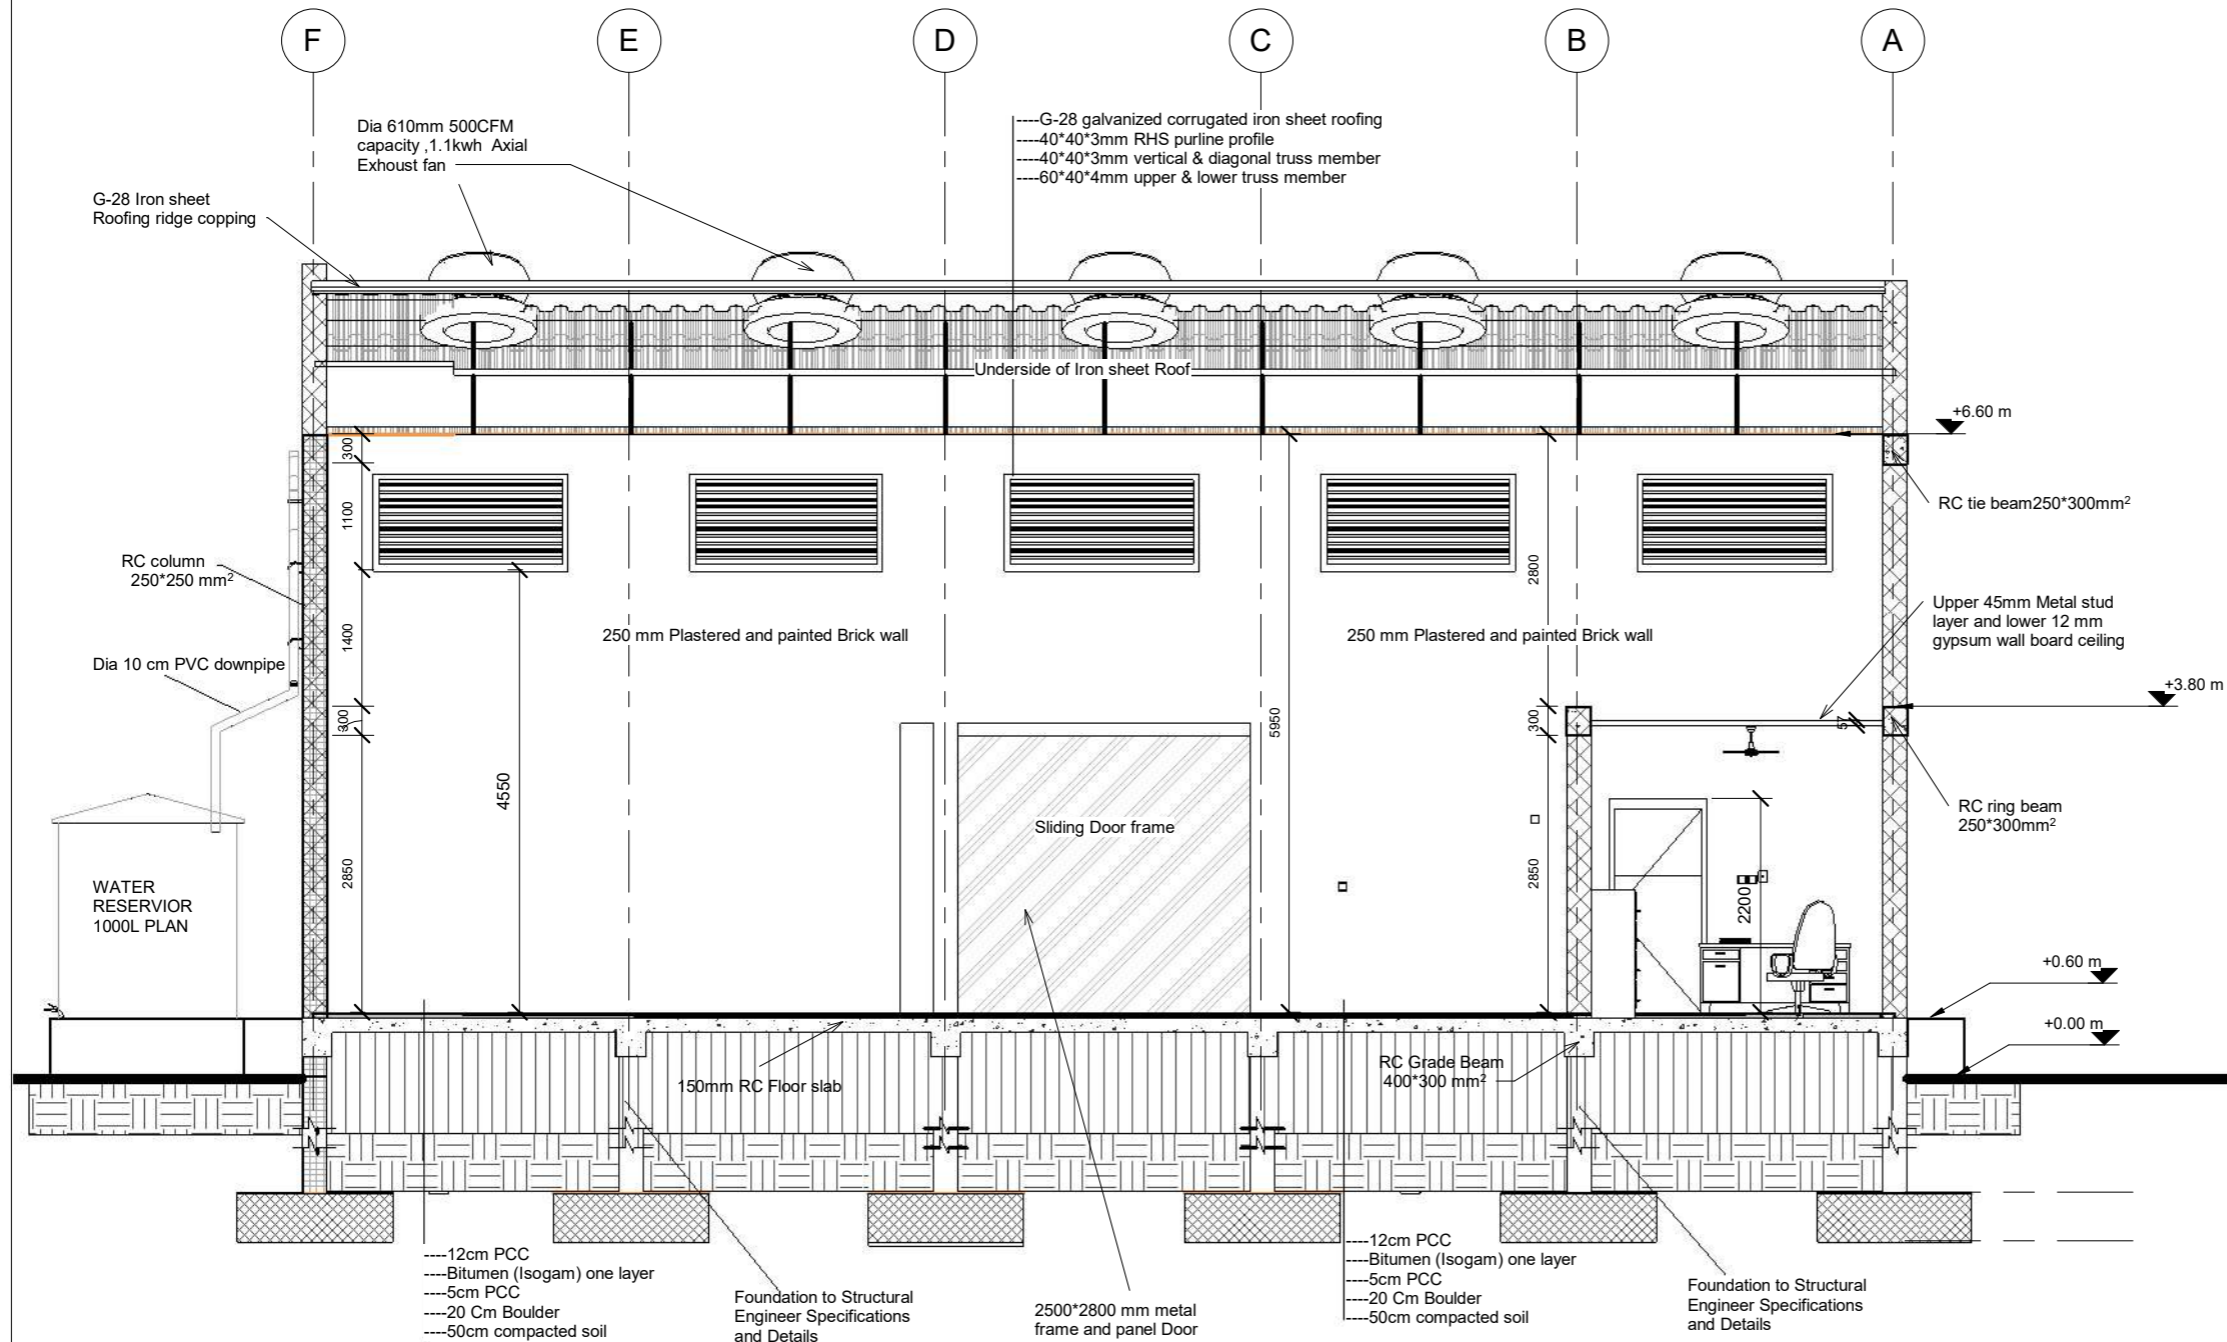 F
E
D
C
B
A
Dia 610mm 500CFM
capacity ,1.1kwh Axial
Exhoust fan
----G-28 galvanized corrugated iron sheet roofing
----40*40*3mm RHS purline profile
----40*40*3mm vertical & diagonal truss member
----60*40*4mm upper & lower truss member
G-28 Iron sheet
Roofing ridge copping
Underside of Iron sheet Roof
+6.60 m
300
1100
RC tie beam250*300mm²
RC column
250*250 mm²
2800
Upper 45mm Metal stud
layer and lower 12 mm
gypsum wall board ceiling
1400
250 mm Plastered and painted Brick wall
250 mm Plastered and painted Brick wall
Dia 10 cm PVC downpipe
+3.80 m
300
5950
300
57
4550
Sliding Door frame
RC ring beam
250*300mm²
2850
2850
2200
WATER
RESERVIOR
1000L PLAN
+0.60 m
+0.00 m
150mm RC Floor slab
RC Grade Beam
400*300 mm²
----12cm PCC
----Bitumen (Isogam) one layer
----5cm PCC
----20 Cm Boulder
----50cm compacted soil
Foundation to Structural
Engineer Specifications
and Details
2500*2800 mm metal
frame and panel Door
----12cm PCC
----Bitumen (Isogam) one layer
----5cm PCC
----20 Cm Boulder
----50cm compacted soil
Foundation to Structural
Engineer Specifications
and Details